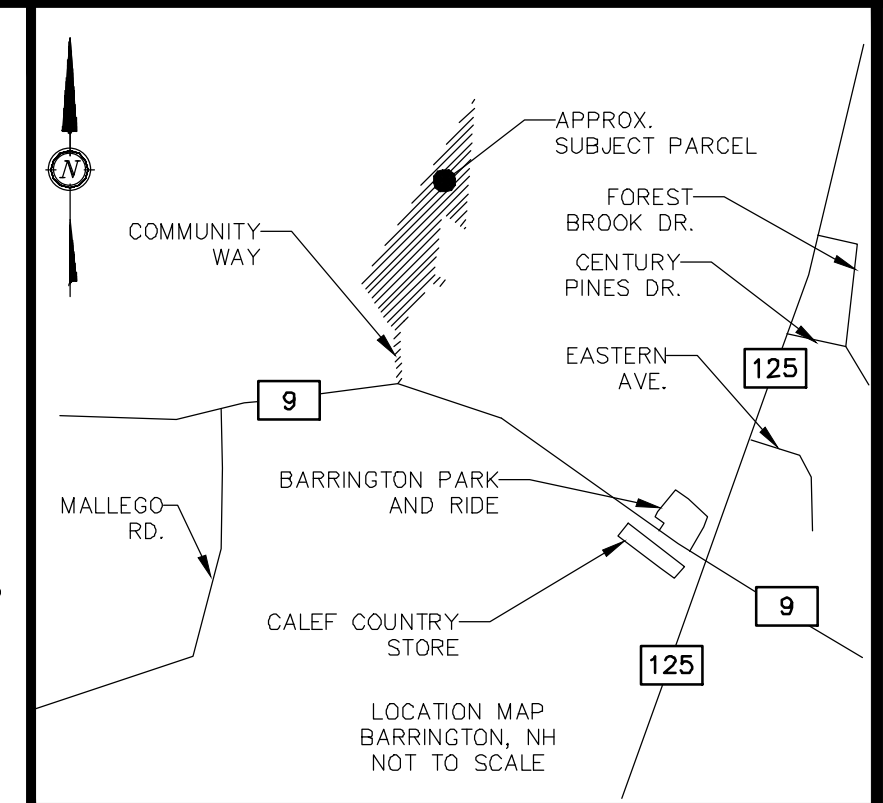 N
APPROX.
SUBJECT PARCEL
FOREST
BROOK DR.
COMMUNITY
WAY
CENTURY
PINES DR.
EASTERN
AVE.
125
9
BARRINGTON PARK
AND RIDE
MALLEGO
RD.
9
CALEF COUNTRY
STORE
125
LOCATION MAP
BARRINGTON, NH
NOT TO SCALE